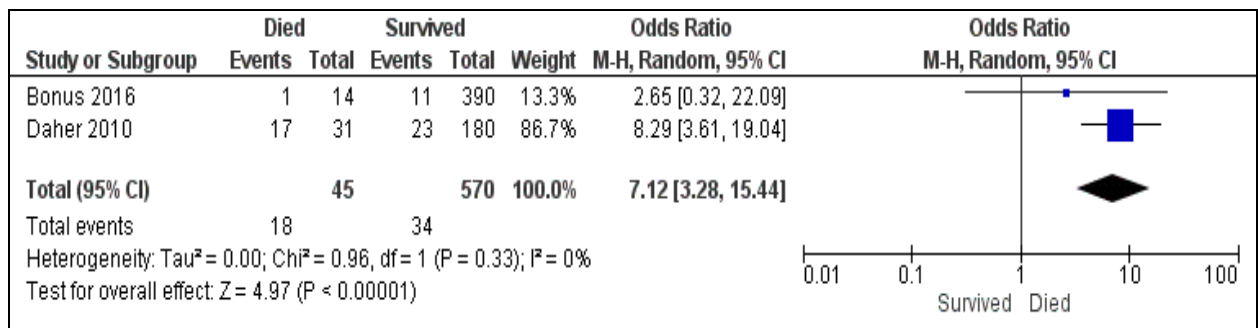 Died Survived Odds Ratio Odds Ratio
Study or Subgroup Events Total Events Total Weight M-H, Random, 95% CI M-H, Random, 95% CI
Bonus 2016 1 14 11 390 13.3% 2.65 [0.32, 22.09]
Daher 2010 17 31 23 180 86.7% 8.29 [3.61, 19.04]
Total (95% CI) 45 570 100.0% 7.12 [3.28, 15.44]
Total events 18 34
Heterogeneity: Tau² = 0.00; Chi² = 0.96, df = 1 (P = 0.33); I² = 0%
Test for overall effect: Z = 4.97 (P < 0.00001)
0.01 0.1 1 10 100
Survived Died